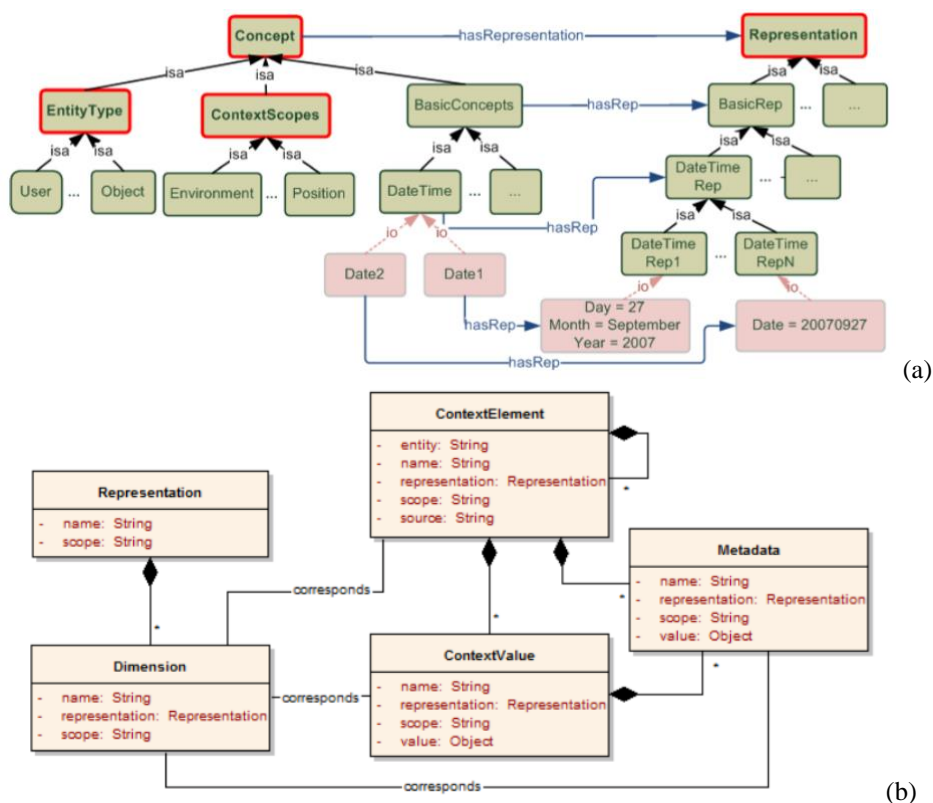 Concept
hasRepresentation
Representation
isa
isa
isa
isa
isa
EntityType
ContextScopes
BasicConcepts
hasRep
BasicRep
...
...
isa
isa
isa
isa
isa
isa
isa
isa
User
...
Object
Environment
...
Position
DateTime
...
...
DateTime
Rep
...
...
hasRep
isa
isa
io
io
Date2
Date1
DateTime
Rep1
...
DateTime
RepN
io
io
hasRep
Day = 27
Month = September
Year = 2007
Date = 20070927
hasRep
(a)
ContextElement
- entity: String
- name: String
- representation: Representation
- scope: String
- source: String
*
Representation
- name: String
- scope: String
Metadata
- name: String
- representation: Representation
- scope: String
- value: Object
corresponds
*
*
*
Dimension
- name: String
- representation: Representation
- scope: String
corresponds
ContextValue
- name: String
- representation: Representation
- scope: String
- value: Object
*
corresponds
(b)